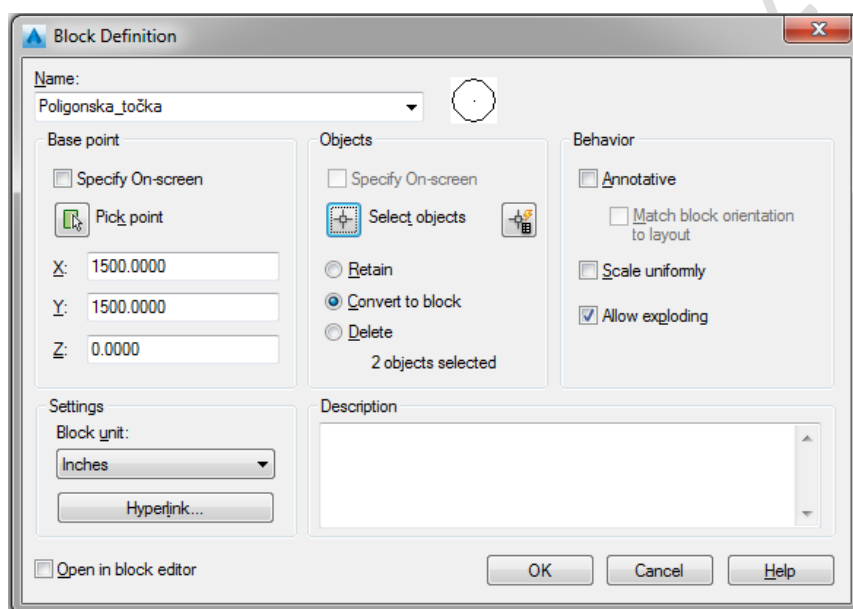 Block Definition
Name:
Poligonska_točka
Base point
Specify On-screen
Pick point
X: 1500.0000
Y: 1500.0000
Z: 0.0000
Objects
Specify On-screen
Select objects
Retain
Convert to block
Delete
2 objects selected
Behavior
Annotative
Match block orientation
to layout
Scale uniformly
Allow exploding
Settings
Block unit:
Inches
Hyperlink...
Description
Open in block editor
OK
Cancel
Help